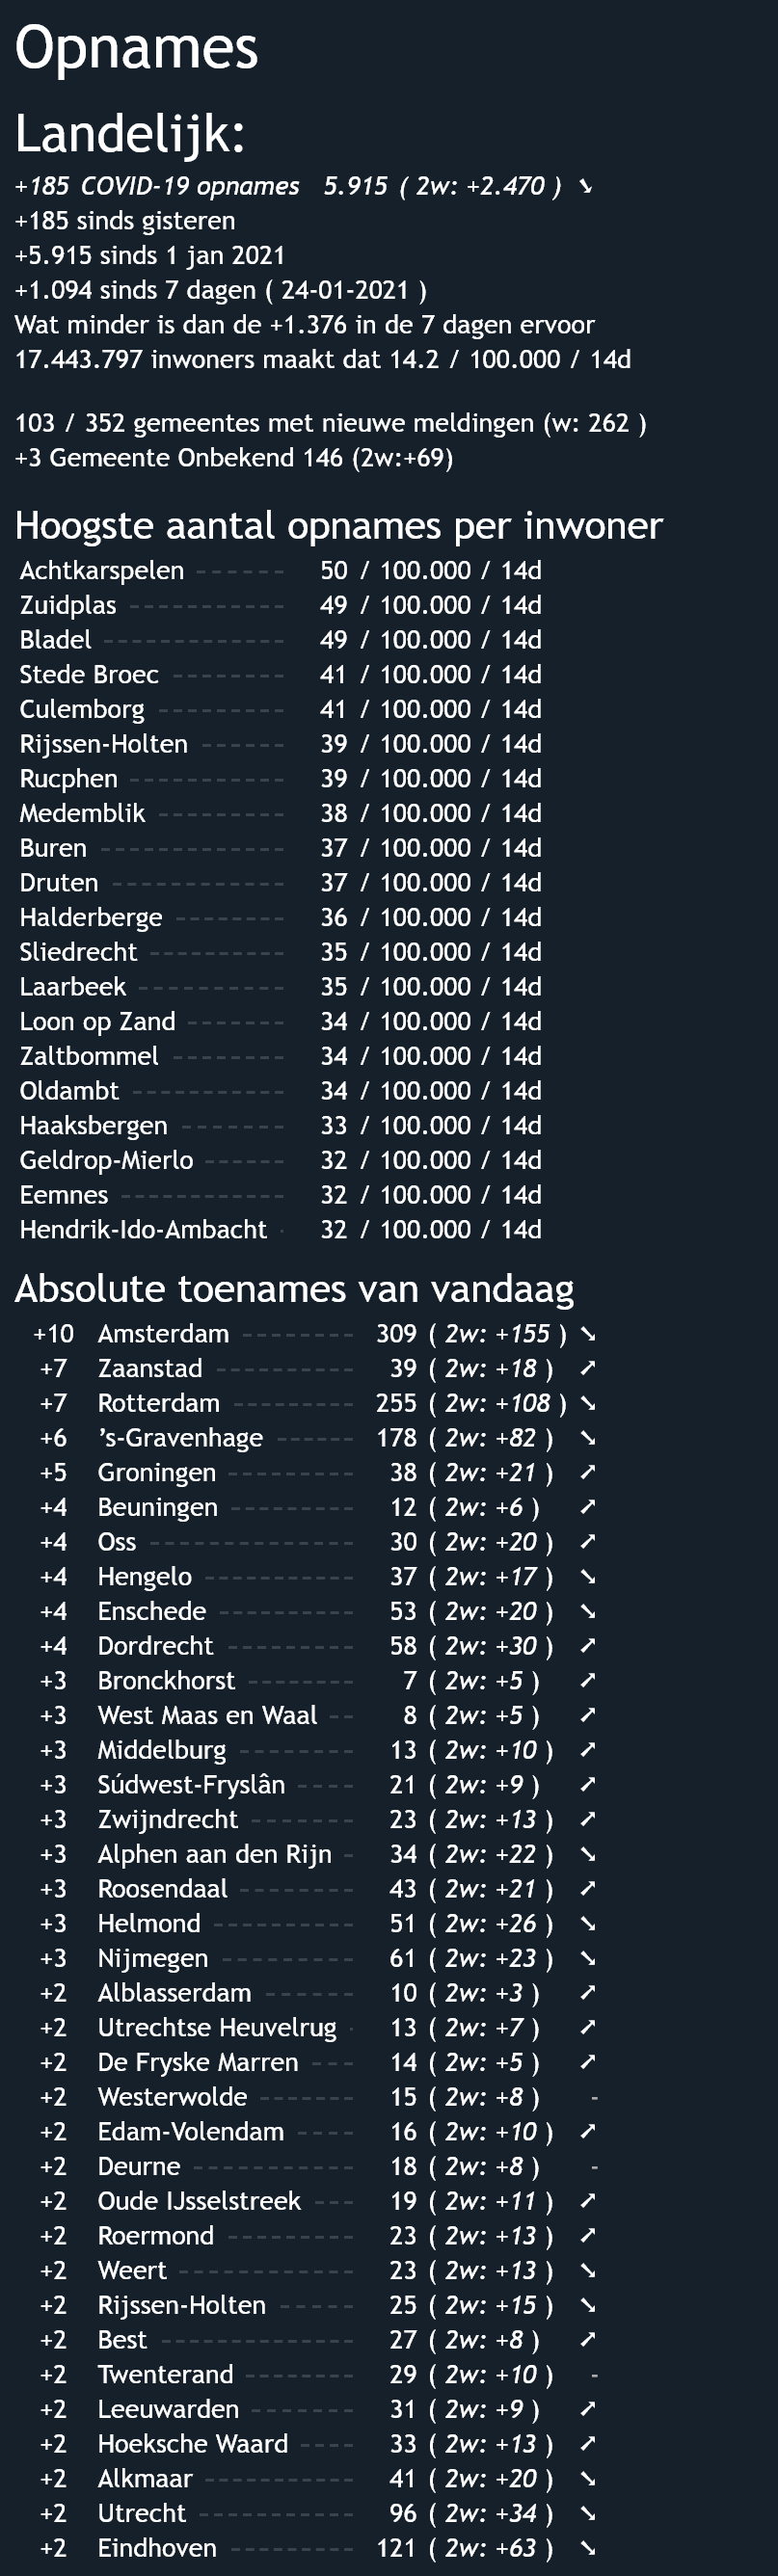 Opnames
Landelijk:
+185 COVID-19 opnames 5.915 ( 2w: +2.470 ) ➘
+185 sinds gisteren
+5.915 sinds 1 jan 2021
+1.094 sinds 7 dagen ( 24-01-2021 )
Wat minder is dan de +1.376 in de 7 dagen ervoor
17.443.797 inwoners maakt dat 14.2 / 100.000 / 14d
103 / 352 gemeentes met nieuwe meldingen (w: 262 )
+3 Gemeente Onbekend 146 (2w:+69)
Hoogste aantal opnames per inwoner
Achtkarspelen ------ 50 / 100.000 / 14d
Zuidplas ----------- 49 / 100.000 / 14d
Bladel ------------- 49 / 100.000 / 14d
Stede Broec -------- 41 / 100.000 / 14d
Culemborg --------- 41 / 100.000 / 14d
Rijssen-Holten ------ 39 / 100.000 / 14d
Rucphen ----------- 39 / 100.000 / 14d
Medemblik --------- 38 / 100.000 / 14d
Buren ------------- 37 / 100.000 / 14d
Druten ------------ 37 / 100.000 / 14d
Halderberge -------- 36 / 100.000 / 14d
Sliedrecht ---------- 35 / 100.000 / 14d
Laarbeek ----------- 35 / 100.000 / 14d
Loon op Zand ------- 34 / 100.000 / 14d
Zaltbommel -------- 34 / 100.000 / 14d
Oldambt ----------- 34 / 100.000 / 14d
Haaksbergen ------- 33 / 100.000 / 14d
Geldrop-Mierlo ------ 32 / 100.000 / 14d
Eemnes ------------ 32 / 100.000 / 14d
Hendrik-Ido-Ambacht - 32 / 100.000 / 14d
Absolute toenames van vandaag
+10 Amsterdam -------- 309 ( 2w: +155 ) ➘
+7 Zaanstad ---------- 39 ( 2w: +18 ) ➚
+7 Rotterdam --------- 255 ( 2w: +108 ) ➘
+6 's-Gravenhage ------ 178 ( 2w: +82 ) ➘
+5 Groningen --------- 38 ( 2w: +21 ) ➚
+4 Beuningen --------- 12 ( 2w: +6 ) ➚
+4 Oss --------------- 30 ( 2w: +20 ) ➚
+4 Hengelo ----------- 37 ( 2w: +17 ) ➘
+4 Enschede ---------- 53 ( 2w: +20 ) ➘
+4 Dordrecht --------- 58 ( 2w: +30 ) ➚
+3 Bronckhorst -------- 7 ( 2w: +5 ) ➚
+3 West Maas en Waal -- 8 ( 2w: +5 ) ➚
+3 Middelburg -------- 13 ( 2w: +10 ) ➚
+3 Súdwest-Fryslân ---- 21 ( 2w: +9 ) ➚
+3 Zwijndrecht ------- 23 ( 2w: +13 ) ➚
+3 Alphen aan den Rijn - 34 ( 2w: +22 ) ➘
+3 Roosendaal -------- 43 ( 2w: +21 ) ➚
+3 Helmond ---------- 51 ( 2w: +26 ) ➘
+3 Nijmegen ---------- 61 ( 2w: +23 ) ➘
+2 Alblasserdam ------ 10 ( 2w: +3 ) ➚
+2 Utrechtse Heuvelrug - 13 ( 2w: +7 ) ➚
+2 De Fryske Marren --- 14 ( 2w: +5 ) ➚
+2 Westerwolde ------- 15 ( 2w: +8 ) -
+2 Edam-Volendam ---- 16 ( 2w: +10 ) ➚
+2 Deurne ----------- 18 ( 2w: +8 ) -
+2 Oude IJsselstreek --- 19 ( 2w: +11 ) ➚
+2 Roermond --------- 23 ( 2w: +13 ) ➚
+2 Weert ------------ 23 ( 2w: +13 ) ➘
+2 Rijssen-Holten ----- 25 ( 2w: +15 ) ➘
+2 Best -------------- 27 ( 2w: +8 ) ➚
+2 Twenterand -------- 29 ( 2w: +10 ) -
+2 Leeuwarden ------- 31 ( 2w: +9 ) ➚
+2 Hoeksche Waard ---- 33 ( 2w: +13 ) ➚
+2 Alkmaar ---------- 41 ( 2w: +20 ) ➘
+2 Utrecht ----------- 96 ( 2w: +34 ) ➘
+2 Eindhoven --------- 121 ( 2w: +63 ) ➘